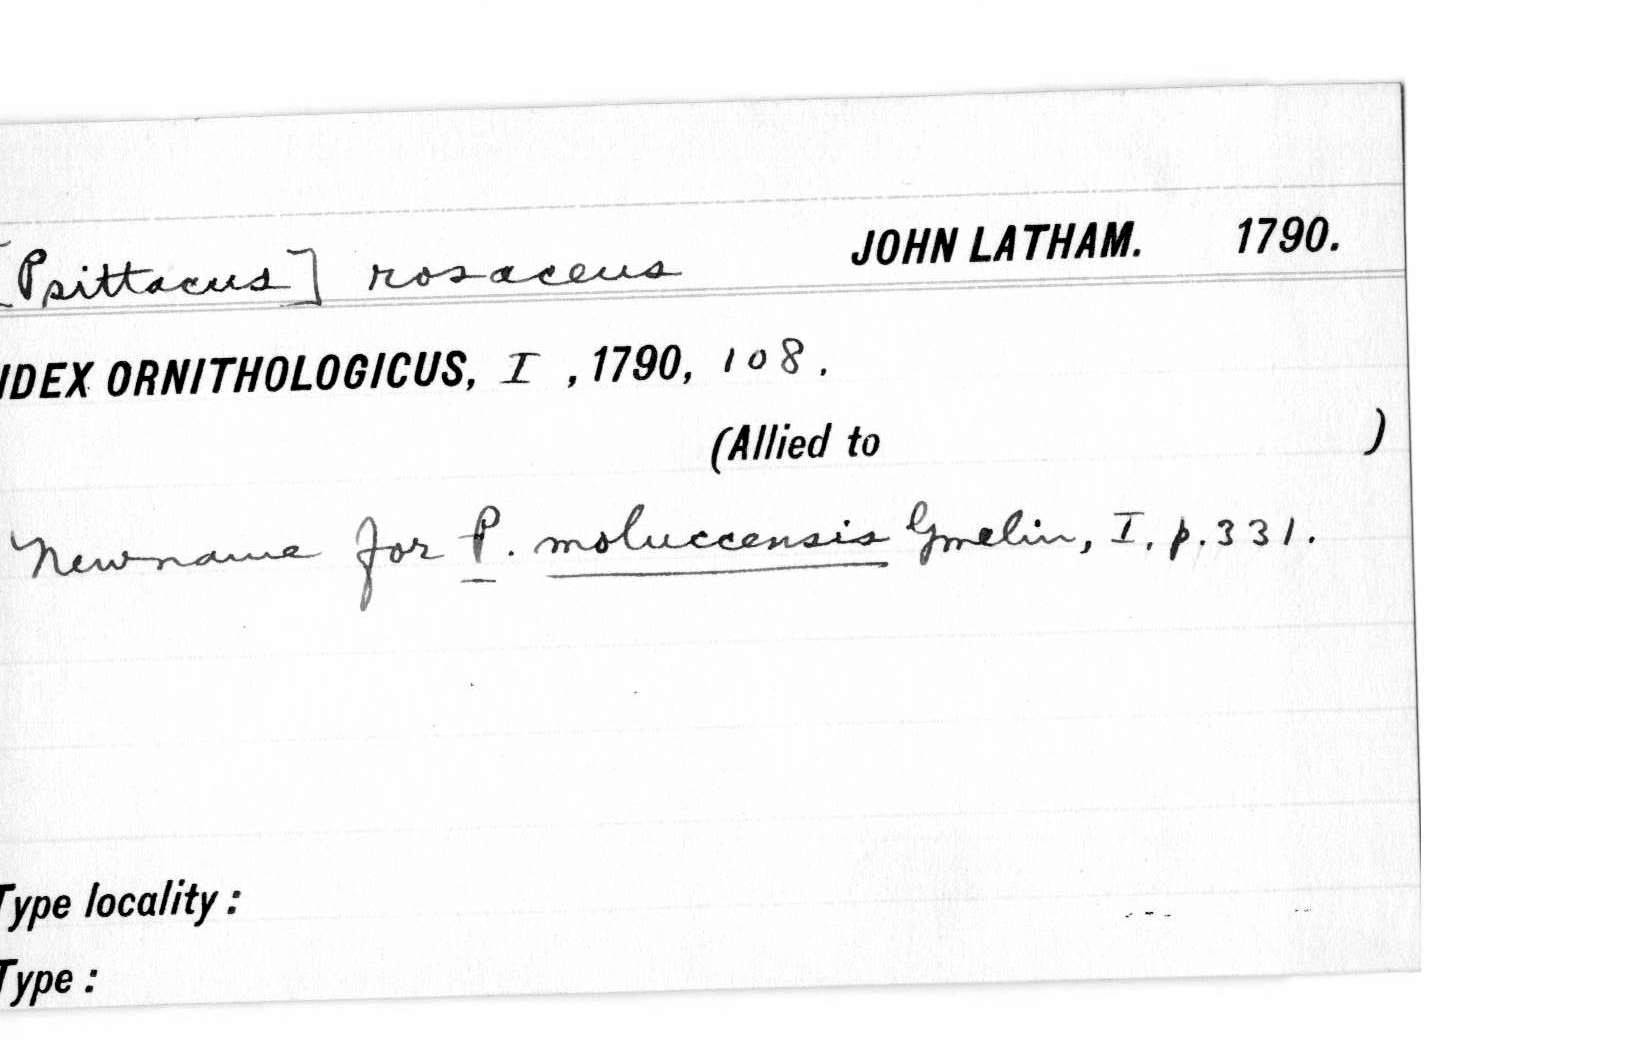 [Psittacus] rosaceus JOHN LATHAM. 1790.
NDEX ORNITHOLOGICUS, I , 1790, 108.
(Allied to )
New name for P. moluccensis Gmelin, I, p.331.
Type locality :
Type :